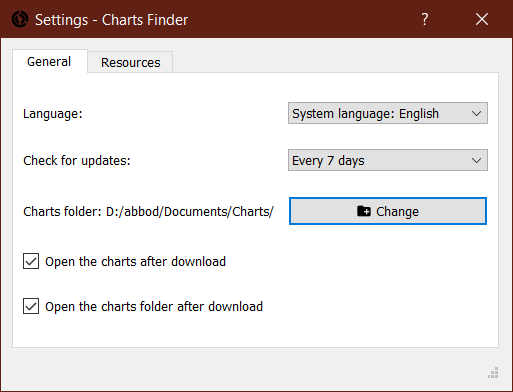 Settings - Charts Finder
?
General
Resources
Language:
System language: English
Check for updates:
Every 7 days
Charts folder: D:/abbod/Documents/Charts/
Change
Open the charts after download
Open the charts folder after download